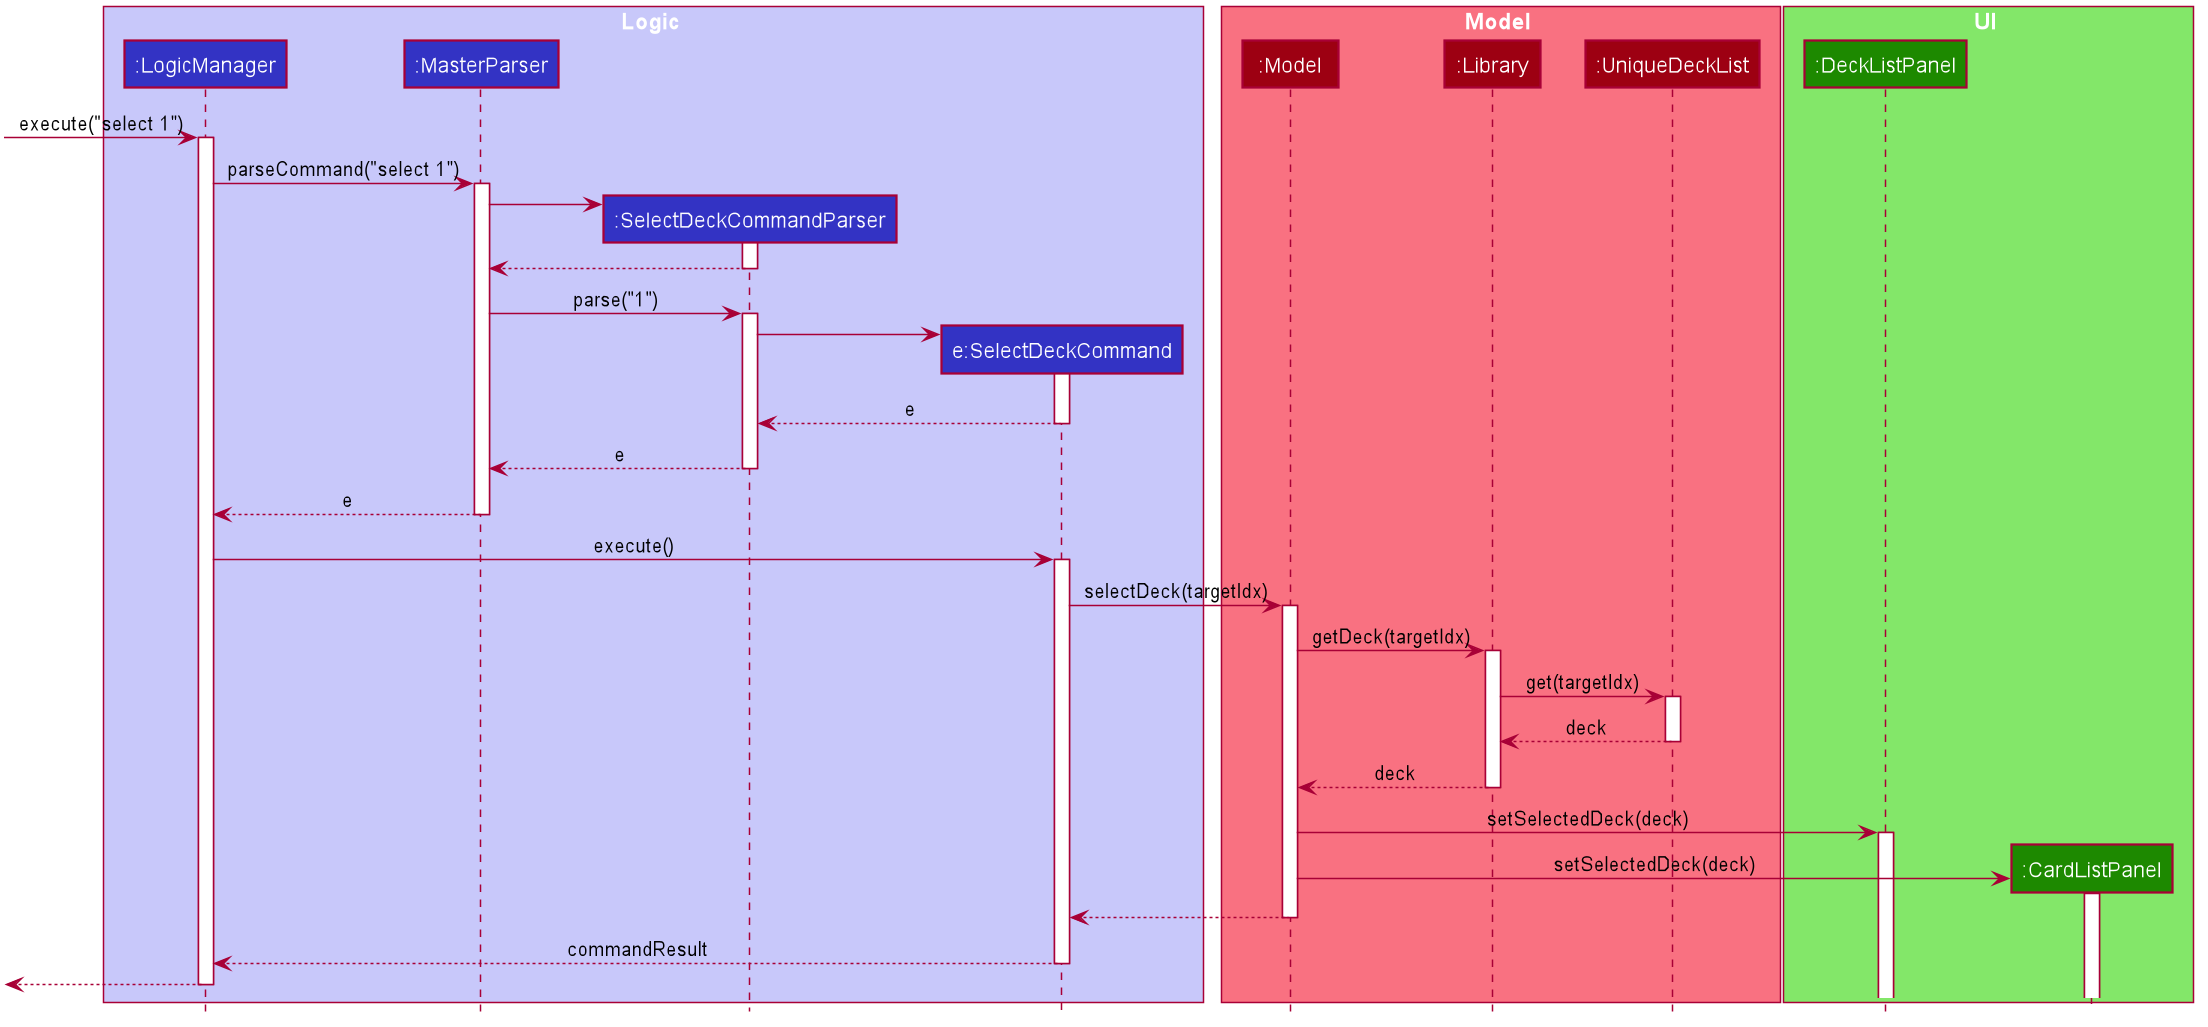 Logic
Model
UI
:LogicManager
:MasterParser
:Model
:Library
:UniqueDeckList
:DeckListPanel
execute("select 1")
parseCommand("select 1")
:SelectDeckCommandParser
parse("1")
e:SelectDeckCommand
e
e
e
execute()
selectDeck(targetIdx)
getDeck(targetIdx)
get(targetIdx)
deck
deck
setSelectedDeck(deck)
setSelectedDeck(deck)
:CardListPanel
commandResult